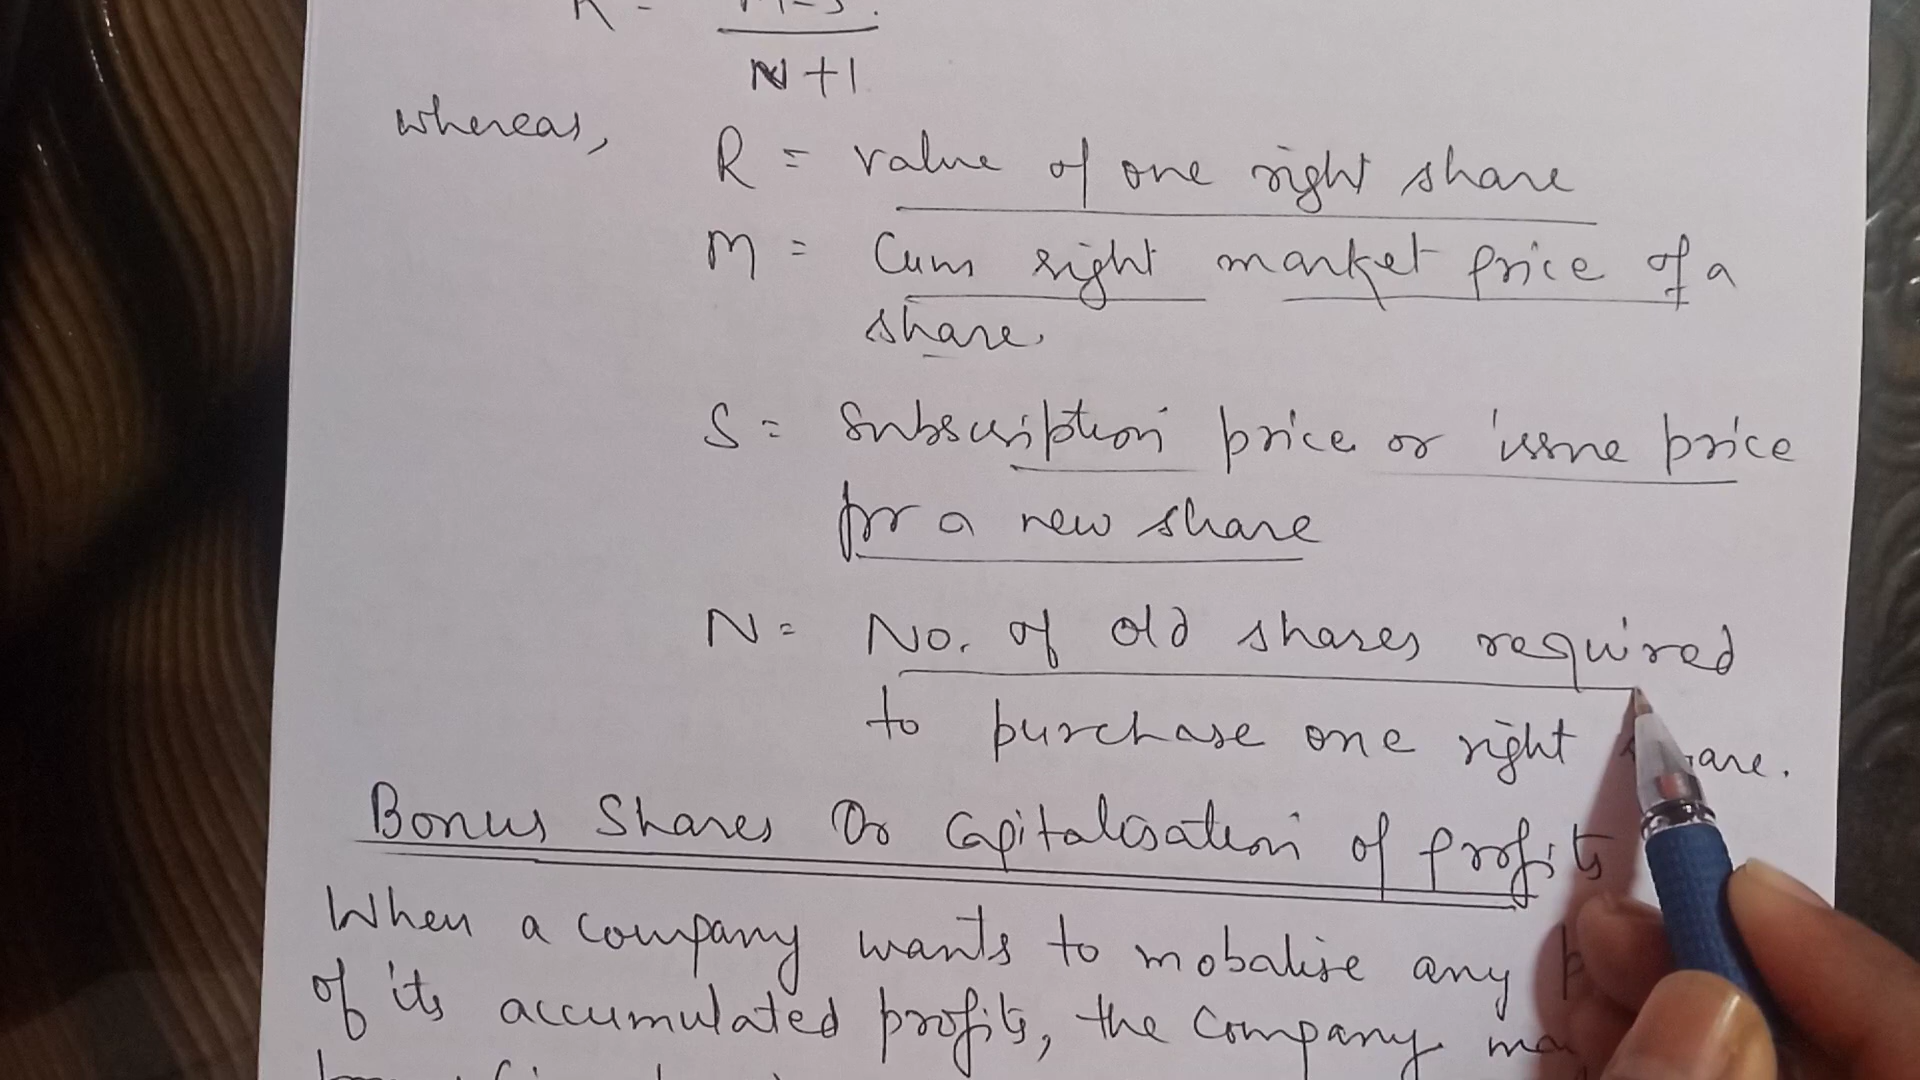 N+1
whereas,
R = value of one right share
M = Cum right market price of a
share.
S = Subscription price or issue price
for a new share
N = No. of old shares required
to purchase one right
Bonus Shares Or Capitalisation of Profits
When a company wants to mobalise any
of its accumulated profits, the Company